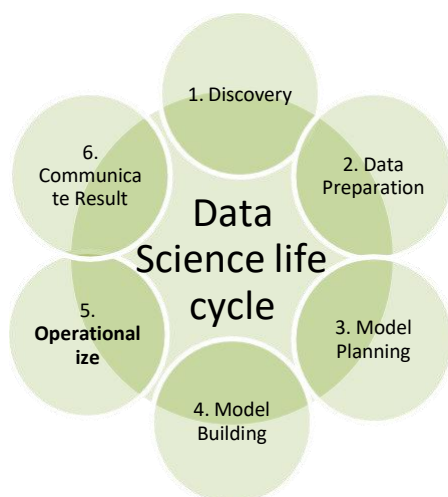 1. Discovery
2. Data
Preparation
3. Model
Planning
4. Model
Building
5.
Operational
ize
6.
Communica
te Result
Data
Science life
cycle